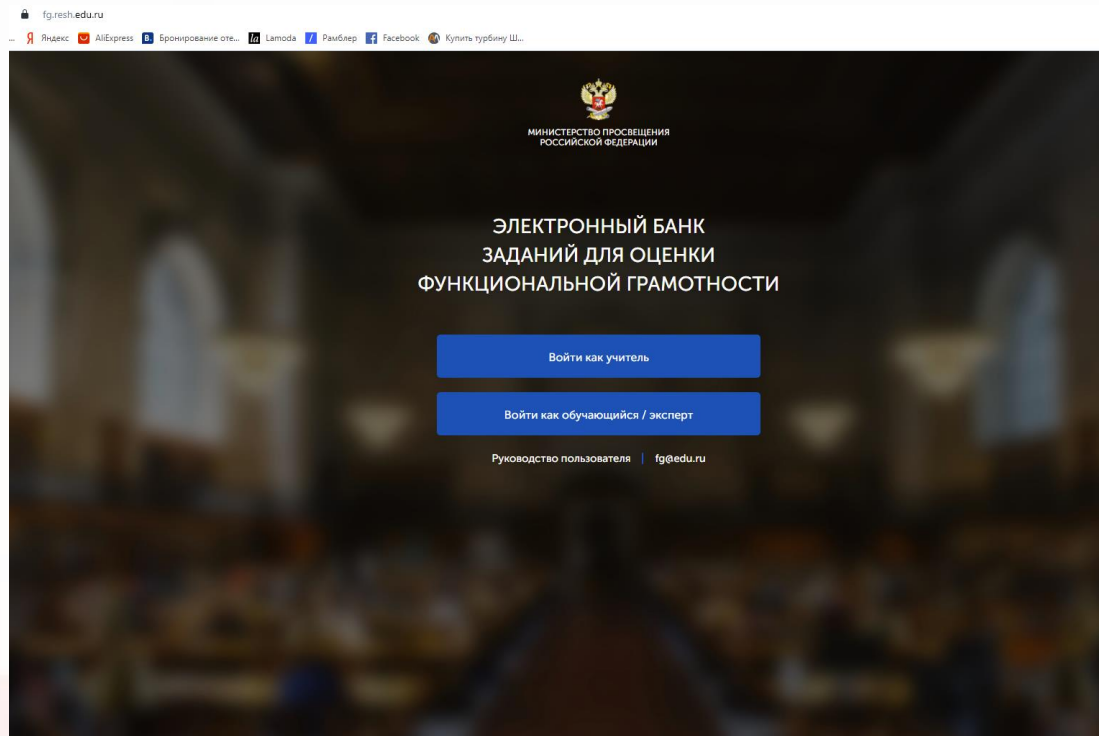 fg.resh.edu.ru
... Яндекс AliExpress Бронирование оте... Lamoda Рамблер Facebook Купить турбину Ш...
МИНИСТЕРСТВО ПРОСВЕЩЕНИЯ
РОССИЙСКОЙ ФЕДЕРАЦИИ
ЭЛЕКТРОННЫЙ БАНК
ЗАДАНИЙ ДЛЯ ОЦЕНКИ
ФУНКЦИОНАЛЬНОЙ ГРАМОТНОСТИ
Войти как учитель
Войти как обучающийся / эксперт
Руководство пользователя | fg@edu.ru